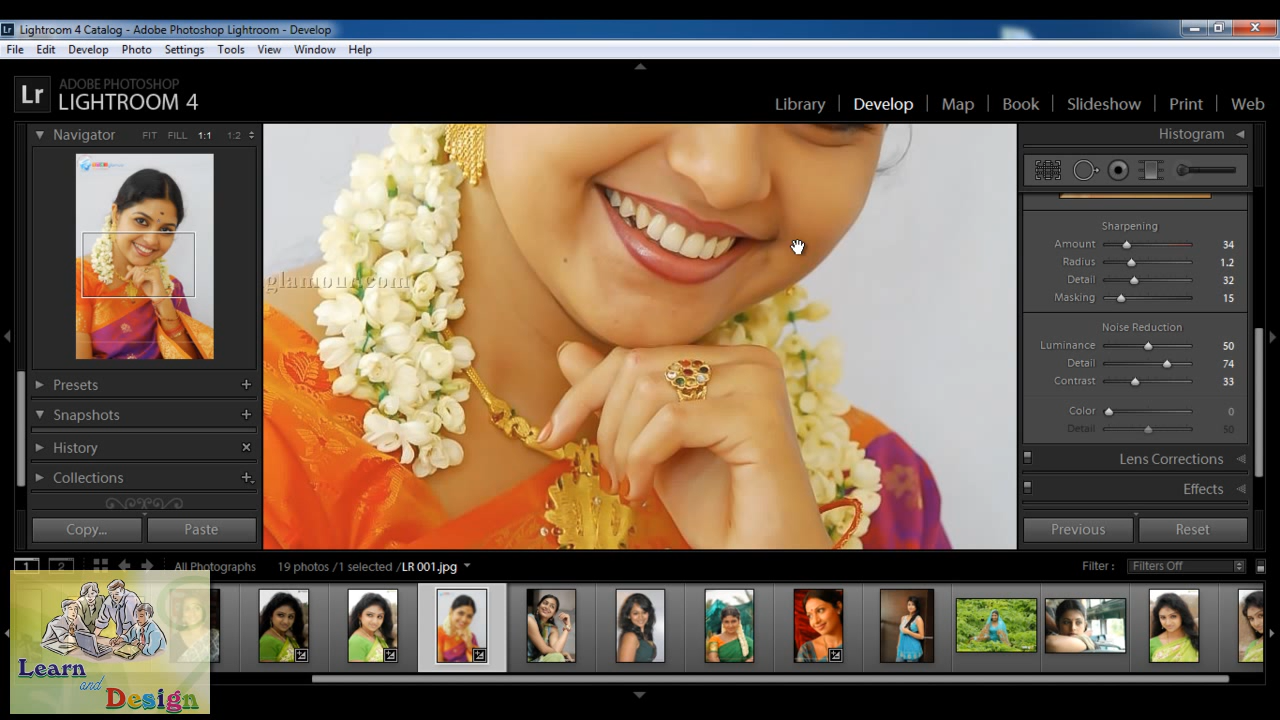 Lr Lightroom 4 Catalog - Adobe Photoshop Lightroom - Develop
File Edit Develop Photo Settings Tools View Window Help
Lr ADOBE PHOTOSHOP
LIGHTROOM 4
Library | Develop | Map | Book | Slideshow | Print | Web
Navigator FIT FILL 1:1 1:2
Histogram
Sharpening
Amount 34
Radius 1.2
Detail 32
Masking 15
glamour.com
Noise Reduction
Luminance 50
Detail 74
Contrast 33
Color 0
Detail 50
Presets +
Snapshots +
History ×
Collections +
Lens Corrections
Effects
Copy... Paste
Previous Reset
1 2 All Photographs 19 photos /1 selected /LR 001.jpg
Filter : Filters Off
Learn
and
Design